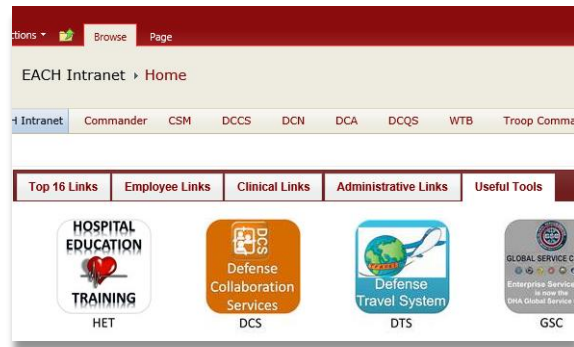 ctions
Browse Page
EACH Intranet ▸ Home
H Intranet Commander CSM DCCS DCN DCA DCQS WTB Troop Comma
Top 16 Links Employee Links Clinical Links Administrative Links Useful Tools
HOSPITAL
EDUCATION
TRAINING
HET
DCS
Defense
Collaboration
Services
DCS
Defense
Travel System
DTS
GLOBAL SERVICE C
Enterprise Service
is now the
DHA Global Service
GSC